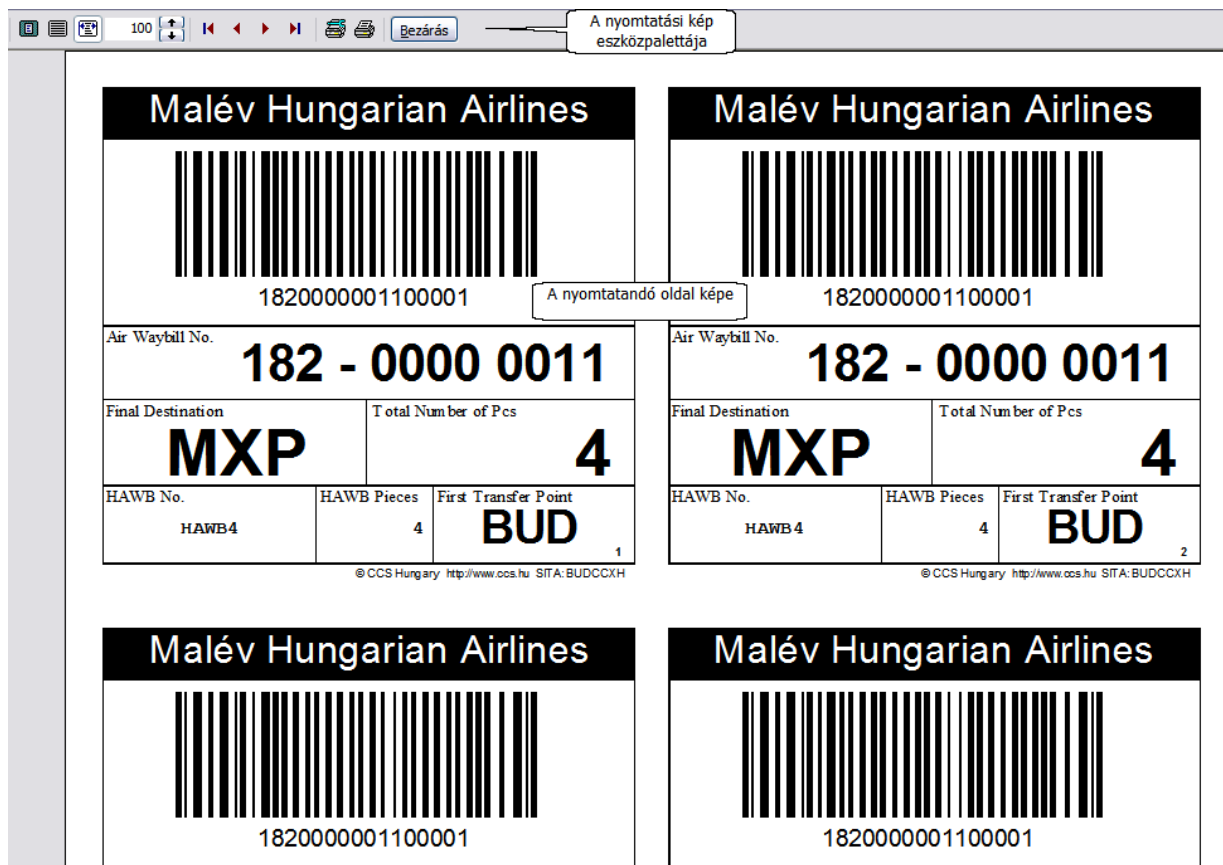 100
Bezárás
A nyomtatási kép
eszközpalettája
Malév Hungarian Airlines
1820000001100001
Air Waybill No.
182 - 0000 0011
Final Destination
Total Number of Pcs
MXP
4
HAWB No.
HAWB Pieces
First Transfer Point
HAWB4
4
BUD
1
© CCS Hungary http://www.ccs.hu SITA: BUDCCXH
A nyomtatandó oldal képe
Malév Hungarian Airlines
1820000001100001
Air Waybill No.
182 - 0000 0011
Final Destination
Total Number of Pcs
MXP
4
HAWB No.
HAWB Pieces
First Transfer Point
HAWB4
4
BUD
2
© CCS Hungary http://www.ccs.hu SITA: BUDCCXH
Malév Hungarian Airlines
1820000001100001
Malév Hungarian Airlines
1820000001100001